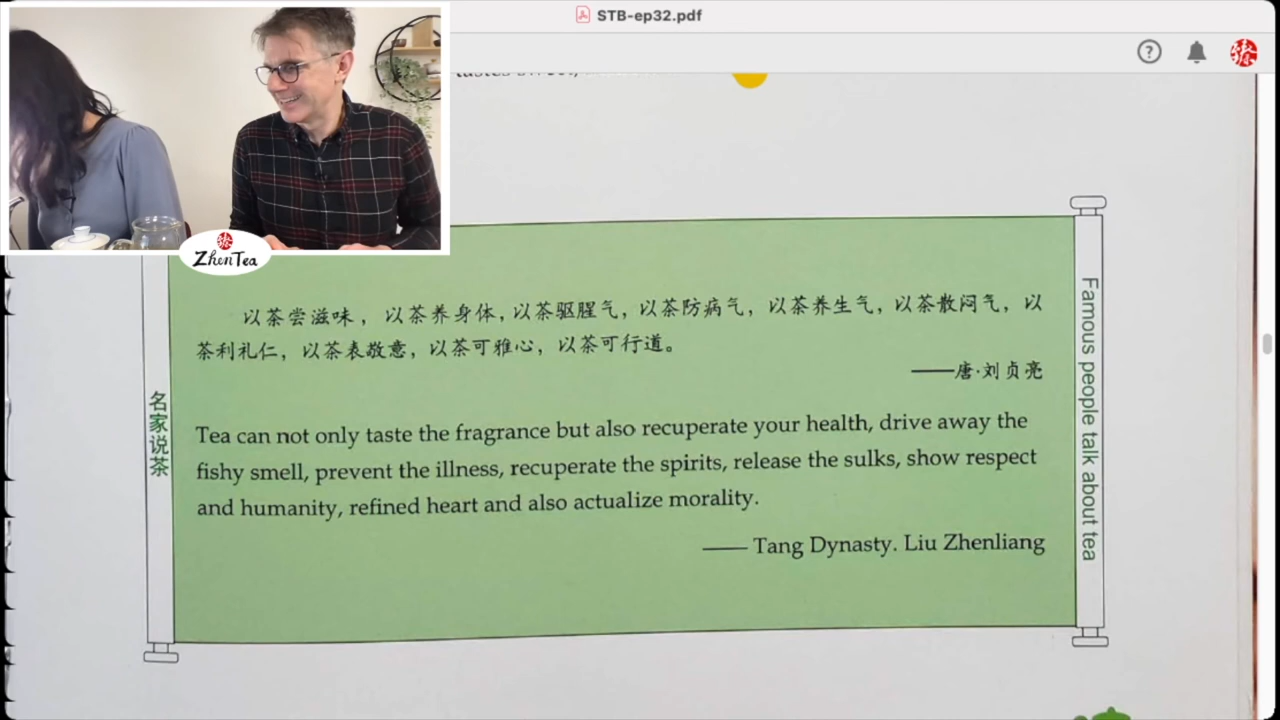 STB-ep32.pdf
ZhenTea
以茶尝滋味，以茶养身体，以茶驱腥气，以茶防病气，以茶养生气，以茶散闷气，以
茶利礼仁，以茶表敬意，以茶可雅心，以茶可行道。
——唐·刘贞亮
名家说茶
Tea can not only taste the fragrance but also recuperate your health, drive away the
fishy smell, prevent the illness, recuperate the spirits, release the sulks, show respect
and humanity, refined heart and also actualize morality.
—— Tang Dynasty. Liu Zhenliang
Famous people talk about tea